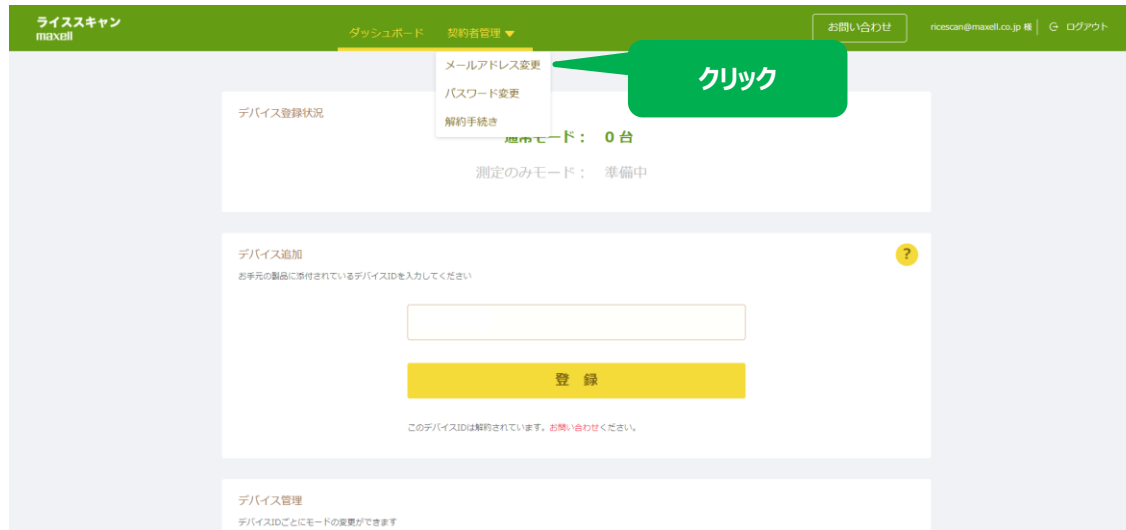 ライススキャン
maxell
ダッシュボード 契約者管理 ▼
お問い合わせ
ricescan@maxell.co.jp 様
ログアウト
メールアドレス変更
パスワード変更
解約手続き
クリック
デバイス登録状況
通常モード： 0 台
測定のみモード： 準備中
デバイス追加
?
お手元の製品に添付されているデバイスIDを入力してください
登 録
このデバイスIDは解約されています。お問い合わせください。
デバイス管理
デバイスIDごとにモードの変更ができます